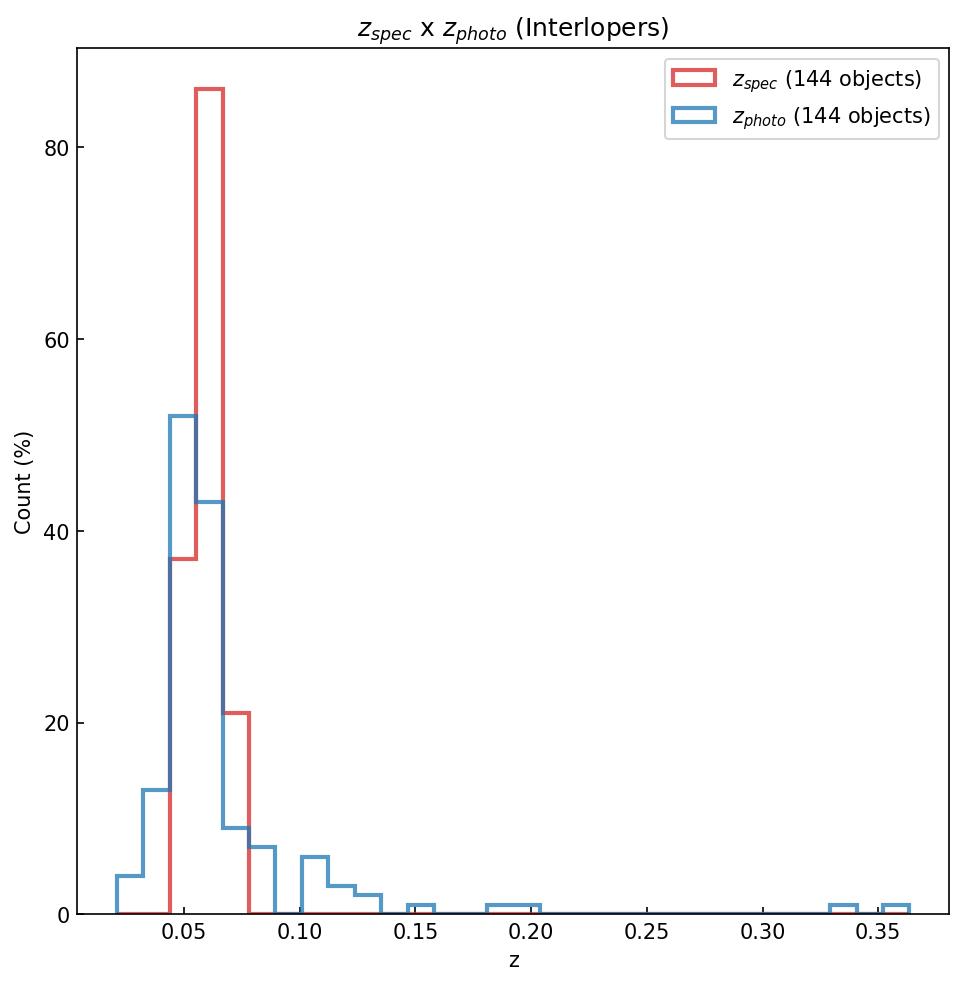 z_spec x z_photo (Interlopers)
z_spec (144 objects)
z_photo (144 objects)
Count (%)
80
60
40
20
0
0.05 0.10 0.15 0.20 0.25 0.30 0.35
z